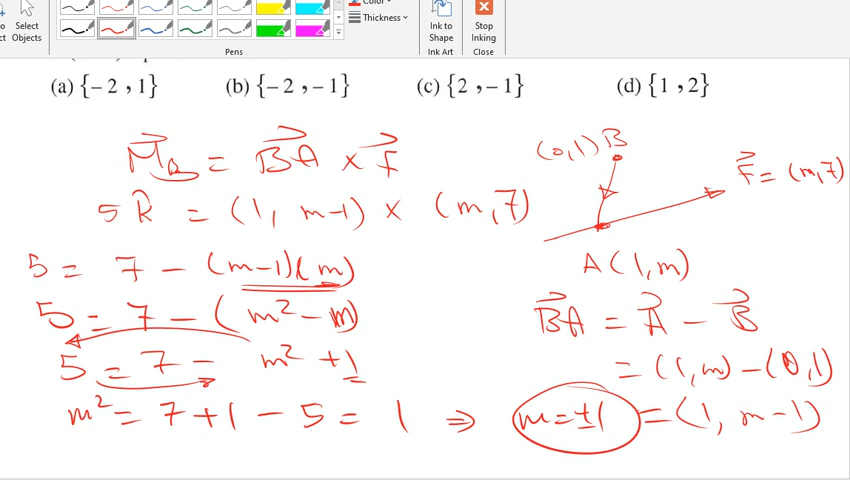 Select Objects
Color
Thickness
Pens
Ink to Shape
Ink Art
Stop Inking
Close
(a) {– 2 , 1}
(b) {– 2 , – 1}
(c) {2 , – 1}
(d) {1 , 2}
M⃗_B = B⃗A × F⃗
5 K̂ = (1, m-1) × (m, 7)
5 = 7 - (m-1)(m)
5 = 7 - (m² - m)
5 = 7 - m² + 1
m² = 7 + 1 - 5 = 1 ⇒ m = ±1
(0,1) B
F⃗ = (m,7)
A (1, m)
B⃗A = A⃗ - B⃗
= (1, m) - (0, 1)
= (1, m-1)